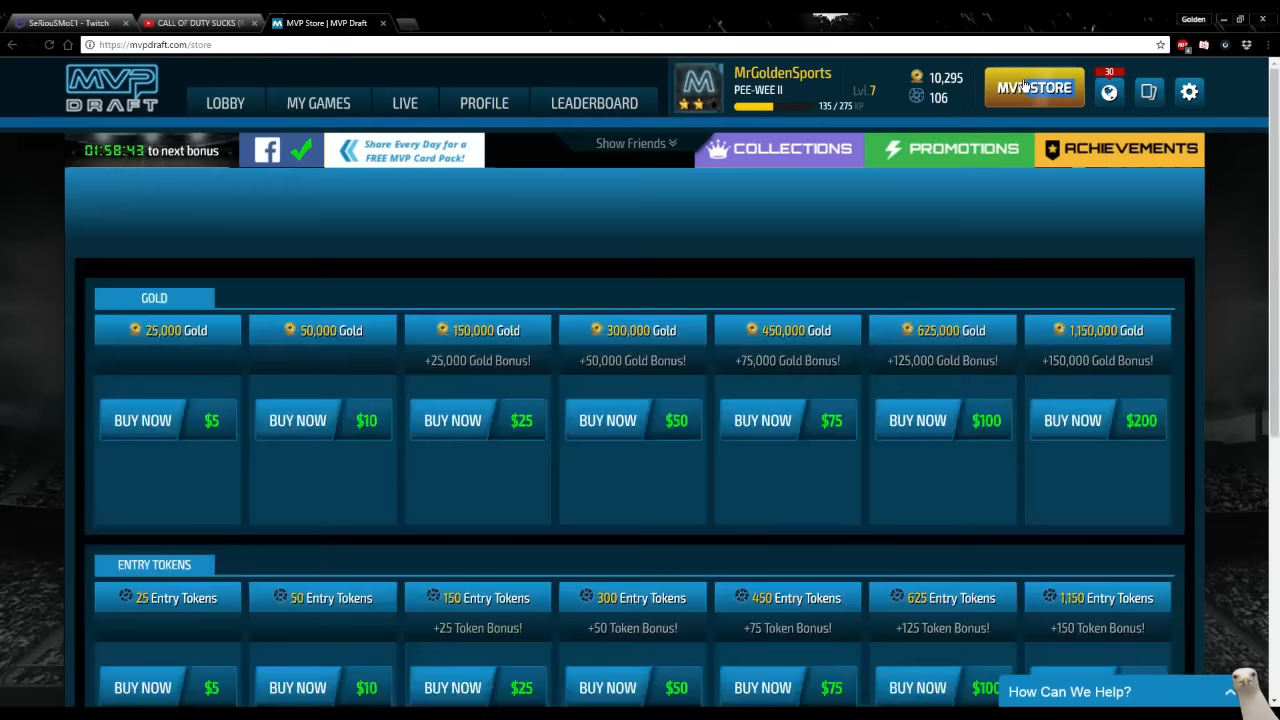 SeRiouSMoE1 - Twitch
CALL OF DUTY SUCKS (
MVP Store | MVP Draft
Golden
https://mvpdraft.com/store
MVP
DRAFT
LOBBY
MY GAMES
LIVE
PROFILE
LEADERBOARD
MrGoldenSports
PEE-WEE II
Lvl.7
135 / 275 XP
10,295
106
MVP STORE
30
01:58:43 to next bonus
Share Every Day for a
FREE MVP Card Pack!
Show Friends
COLLECTIONS
PROMOTIONS
ACHIEVEMENTS
GOLD
25,000 Gold
50,000 Gold
150,000 Gold
300,000 Gold
450,000 Gold
625,000 Gold
1,150,000 Gold
+25,000 Gold Bonus!
+50,000 Gold Bonus!
+75,000 Gold Bonus!
+125,000 Gold Bonus!
+150,000 Gold Bonus!
BUY NOW $5
BUY NOW $10
BUY NOW $25
BUY NOW $50
BUY NOW $75
BUY NOW $100
BUY NOW $200
ENTRY TOKENS
25 Entry Tokens
50 Entry Tokens
150 Entry Tokens
300 Entry Tokens
450 Entry Tokens
625 Entry Tokens
1,150 Entry Tokens
+25 Token Bonus!
+50 Token Bonus!
+75 Token Bonus!
+125 Token Bonus!
+150 Token Bonus!
BUY NOW $5
BUY NOW $10
BUY NOW $25
BUY NOW $50
BUY NOW $75
BUY NOW $100
How Can We Help?